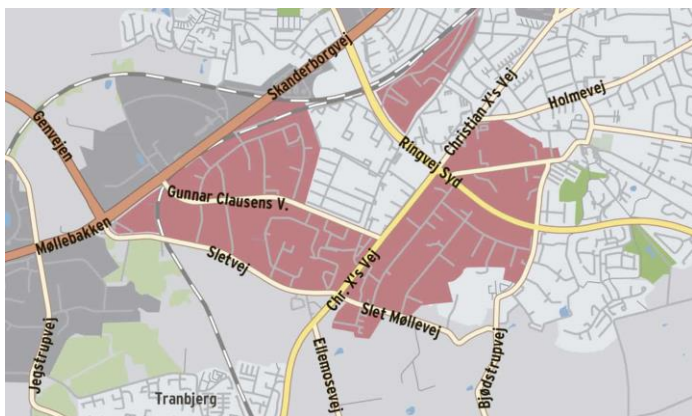 Skanderborgvej
Genvejen
Christian X's Vej
Holmevej
Ringvej Syd
Gunnar Clausens V.
Møllebakken
Sletvej
Chr. X's Vej
Slet Møllevej
Jegstrupvej
Ellemosevej
Bjødstrupvej
Tranbjerg